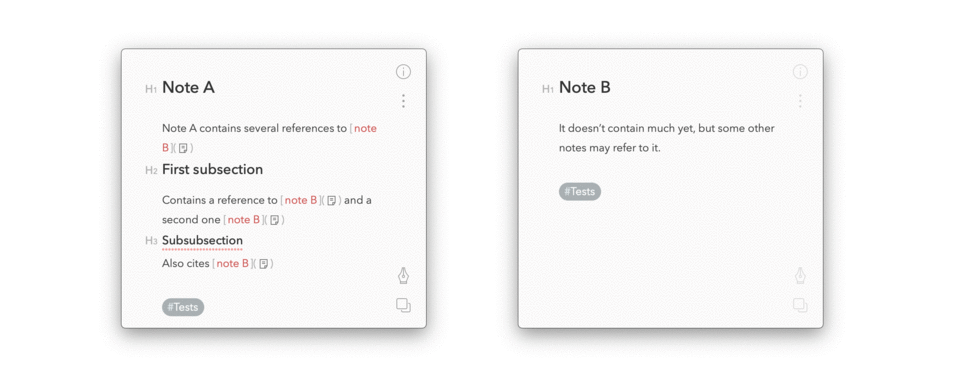 H1 Note A
Note A contains several references to [note
B](
)
H2 First subsection
Contains a reference to [note B]( ) and a
second one [note B]( )
H3 Subsubsection
Also cites [note B]( )
#Tests
H1 Note B
It doesn’t contain much yet, but some other
notes may refer to it.
#Tests